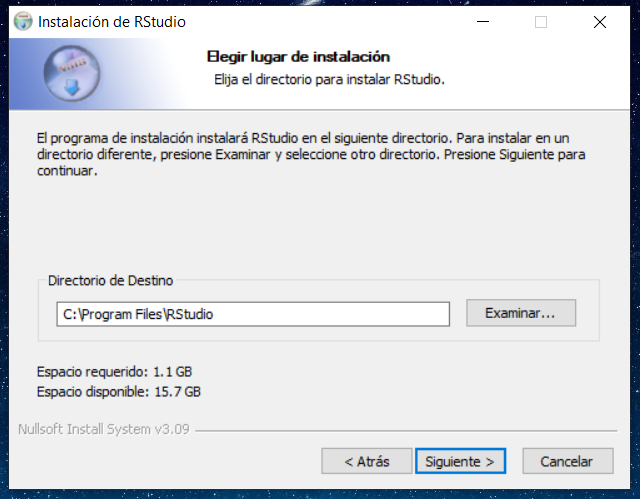 Instalación de RStudio
Elegir lugar de instalación
Elija el directorio para instalar RStudio.
El programa de instalación instalará RStudio en el siguiente directorio. Para instalar en un
directorio diferente, presione Examinar y seleccione otro directorio. Presione Siguiente para
continuar.
Directorio de Destino
C:\Program Files\RStudio
Examinar...
Espacio requerido: 1.1 GB
Espacio disponible: 15.7 GB
Nullsoft Install System v3.09
< Atrás
Siguiente >
Cancelar